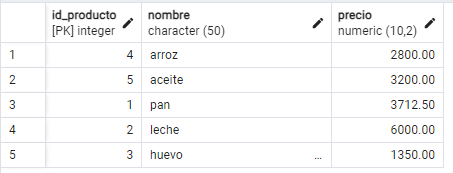 id_producto nombre precio
[PK] integer character (50) numeric (10,2)
1 4 arroz 2800.00
2 5 aceite 3200.00
3 1 pan 3712.50
4 2 leche 6000.00
5 3 huevo ... 1350.00